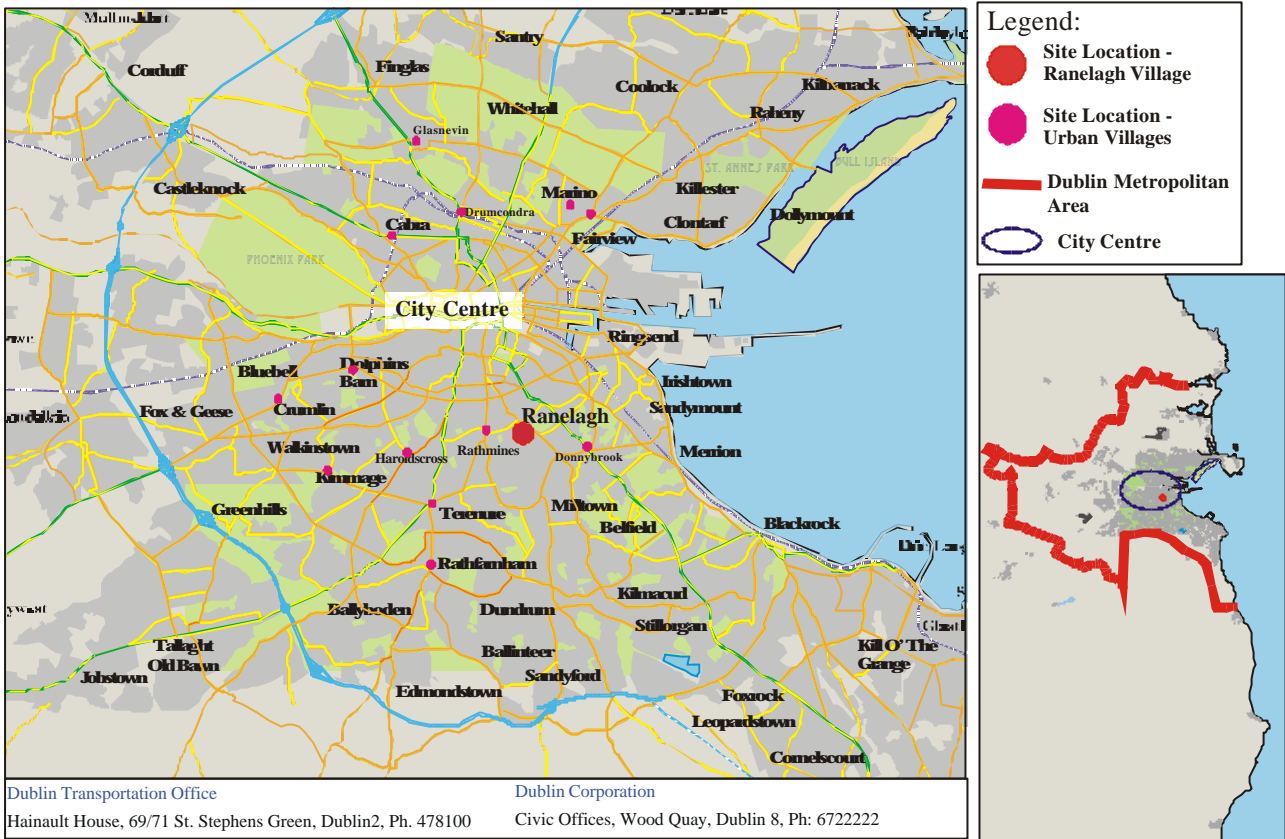 Santry
Finglas
Corduff
Coolock
Kilbarrack
Whitehall
Raheny
Glasnevin
ST. ANNES PARK
BULL ISLAND
Castleknock
Marino
Killester
Drumcondra
Dollymount
Clontarf
Cabra
Fairview
PHOENIX PARK
City Centre
Ringsend
Bluebell
Dolphins
Barn
Irishtown
Crumlin
Fox & Geese
Sandymount
Ranelagh
Walkinstown
Haroldscross
Rathmines
Donnybrook
Merrion
Kimmage
Greenhills
Terenure
Milltown
Belfield
Blackrock
Rathfarnham
Kilmacud
Ballyboden
Dundrum
Stillorgan
Tallaght
Old Bawn
Jobstown
Ballinteer
Kill O' The
Grange
Sandyford
Edmondstown
Foxrock
Leopardstown
Cornelscourt
Dublin Transportation Office
Hainault House, 69/71 St. Stephens Green, Dublin2, Ph. 478100
Dublin Corporation
Civic Offices, Wood Quay, Dublin 8, Ph: 6722222
Legend:
Site Location -
Ranelagh Village
Site Location -
Urban Villages
Dublin Metropolitan
Area
City Centre